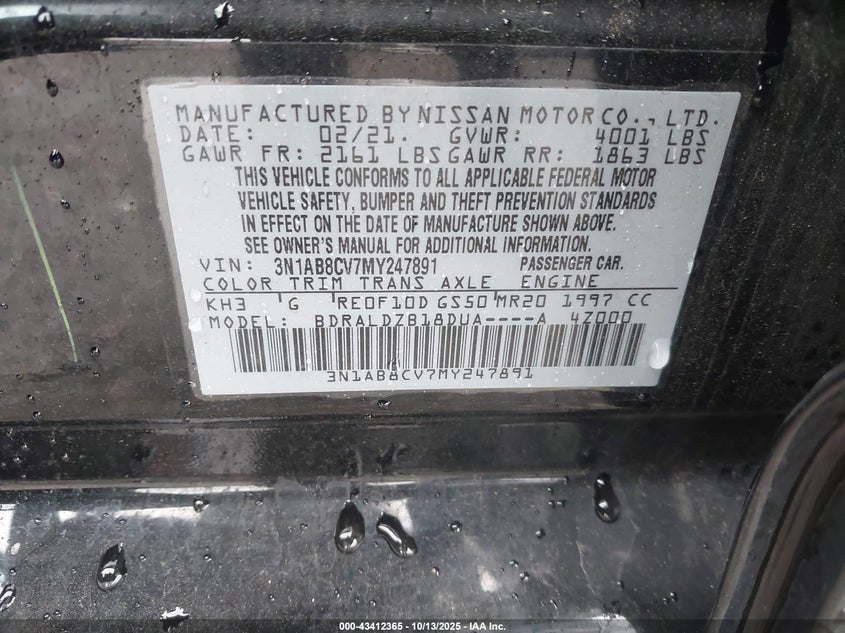 MANUFACTURED BY NISSAN MOTOR CO., LTD.
DATE: 02/21. GVWR: 4001 LBS
GAWR FR: 2161 LBS GAWR RR: 1863 LBS
THIS VEHICLE CONFORMS TO ALL APPLICABLE FEDERAL MOTOR
VEHICLE SAFETY, BUMPER AND THEFT PREVENTION STANDARDS
IN EFFECT ON THE DATE OF MANUFACTURE SHOWN ABOVE.
SEE OWNER'S MANUAL FOR ADDITIONAL INFORMATION
VIN: 3N1AB8CV7MY247891 PASSENGER CAR.
COLOR TRIM TRANS AXLE ENGINE
KH3 G RE0F10D GS50 MR20 1997 CC
MODEL: BDRALDZB18DUA----A 4Z000
3N1AB8CV7MY247891
000-43412365 - 10/13/2025 - IAA Inc.